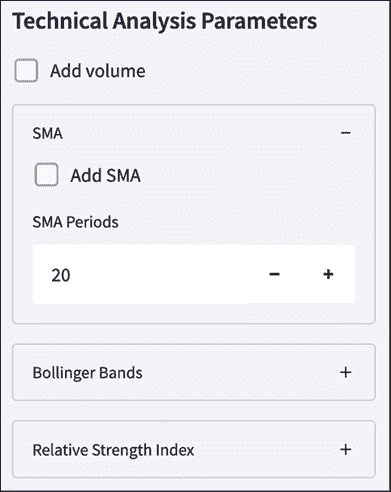 Technical Analysis Parameters
Add volume
SMA −
Add SMA
SMA Periods
20 − +
Bollinger Bands +
Relative Strength Index +